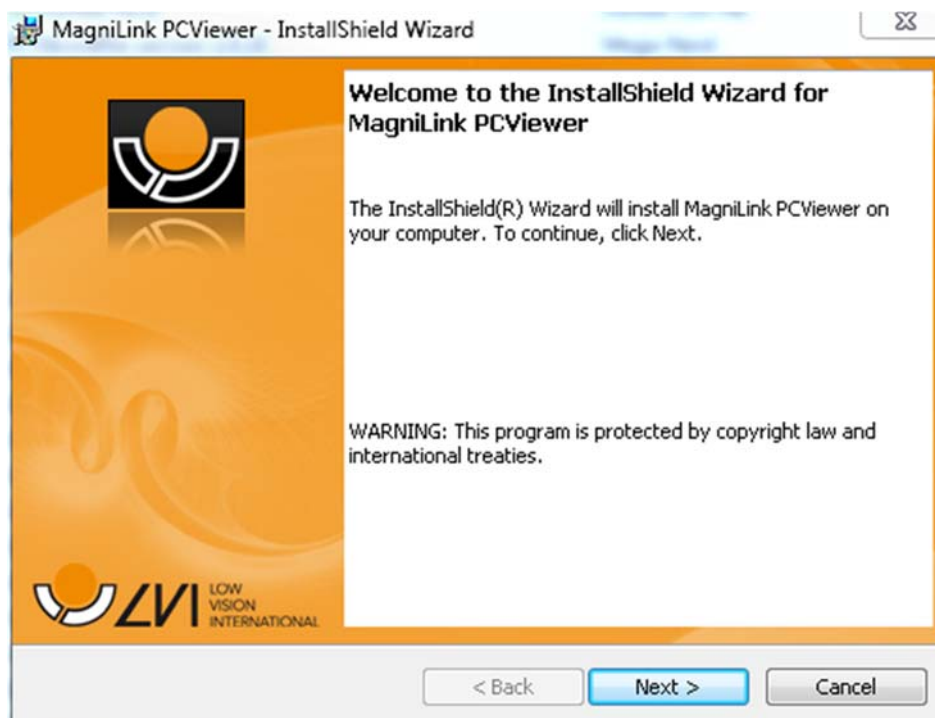 MagniLink PCViewer - InstallShield Wizard
Welcome to the InstallShield Wizard for
MagniLink PCViewer
The InstallShield(R) Wizard will install MagniLink PCViewer on
your computer. To continue, click Next.
WARNING: This program is protected by copyright law and
international treaties.
LVI
LOW
VISION
INTERNATIONAL
< Back
Next >
Cancel